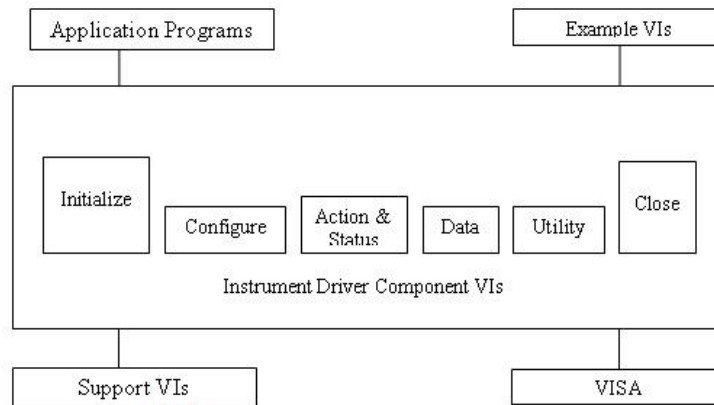 Application Programs
Example VIs
Initialize
Configure
Action &
Status
Data
Utility
Close
Instrument Driver Component VIs
Support VIs
VISA